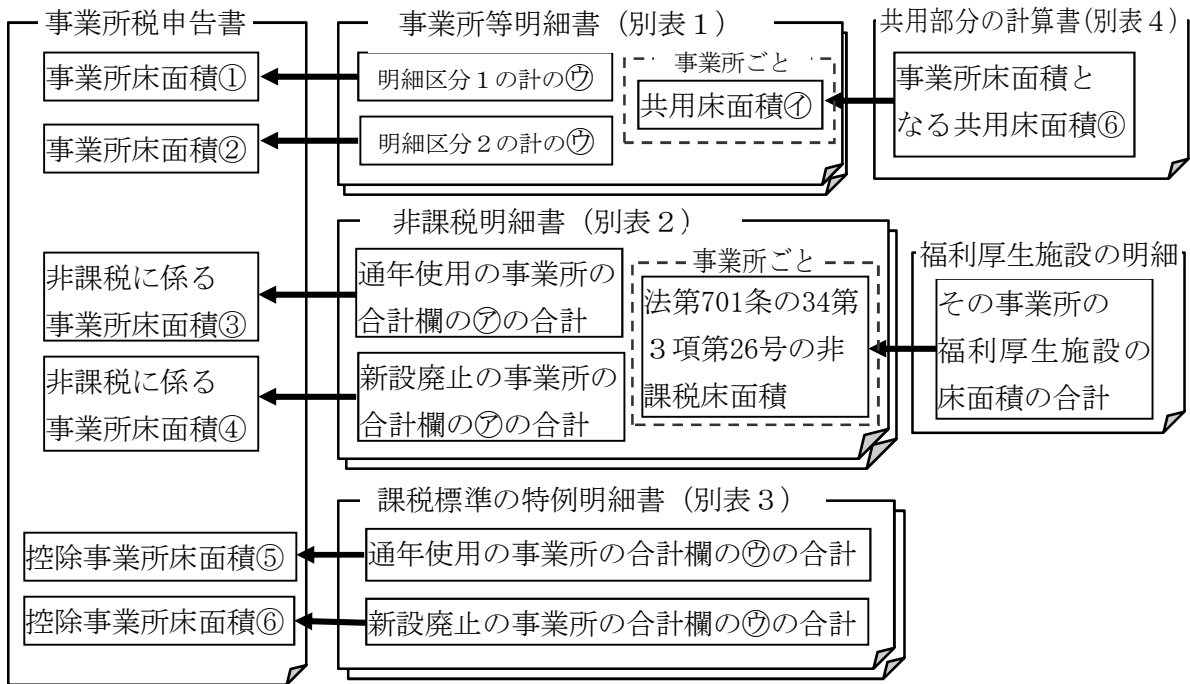 事業所税申告書
事業所床面積①
事業所床面積②
非課税に係る
事業所床面積③
非課税に係る
事業所床面積④
控除事業所床面積⑤
控除事業所床面積⑥
事業所等明細書（別表１）
明細区分１の計の㋒
明細区分２の計の㋒
事業所ごと
共用床面積㋑
共用部分の計算書(別表４)
事業所床面積と
なる共用床面積⑥
非課税明細書（別表２）
通年使用の事業所の
合計欄の㋐の合計
新設廃止の事業所の
合計欄の㋐の合計
事業所ごと
法第701条の34第
３項第26号の非
課税床面積
福利厚生施設の明細
その事業所の
福利厚生施設の
床面積の合計
課税標準の特例明細書（別表３）
通年使用の事業所の合計欄の㋒の合計
新設廃止の事業所の合計欄の㋒の合計